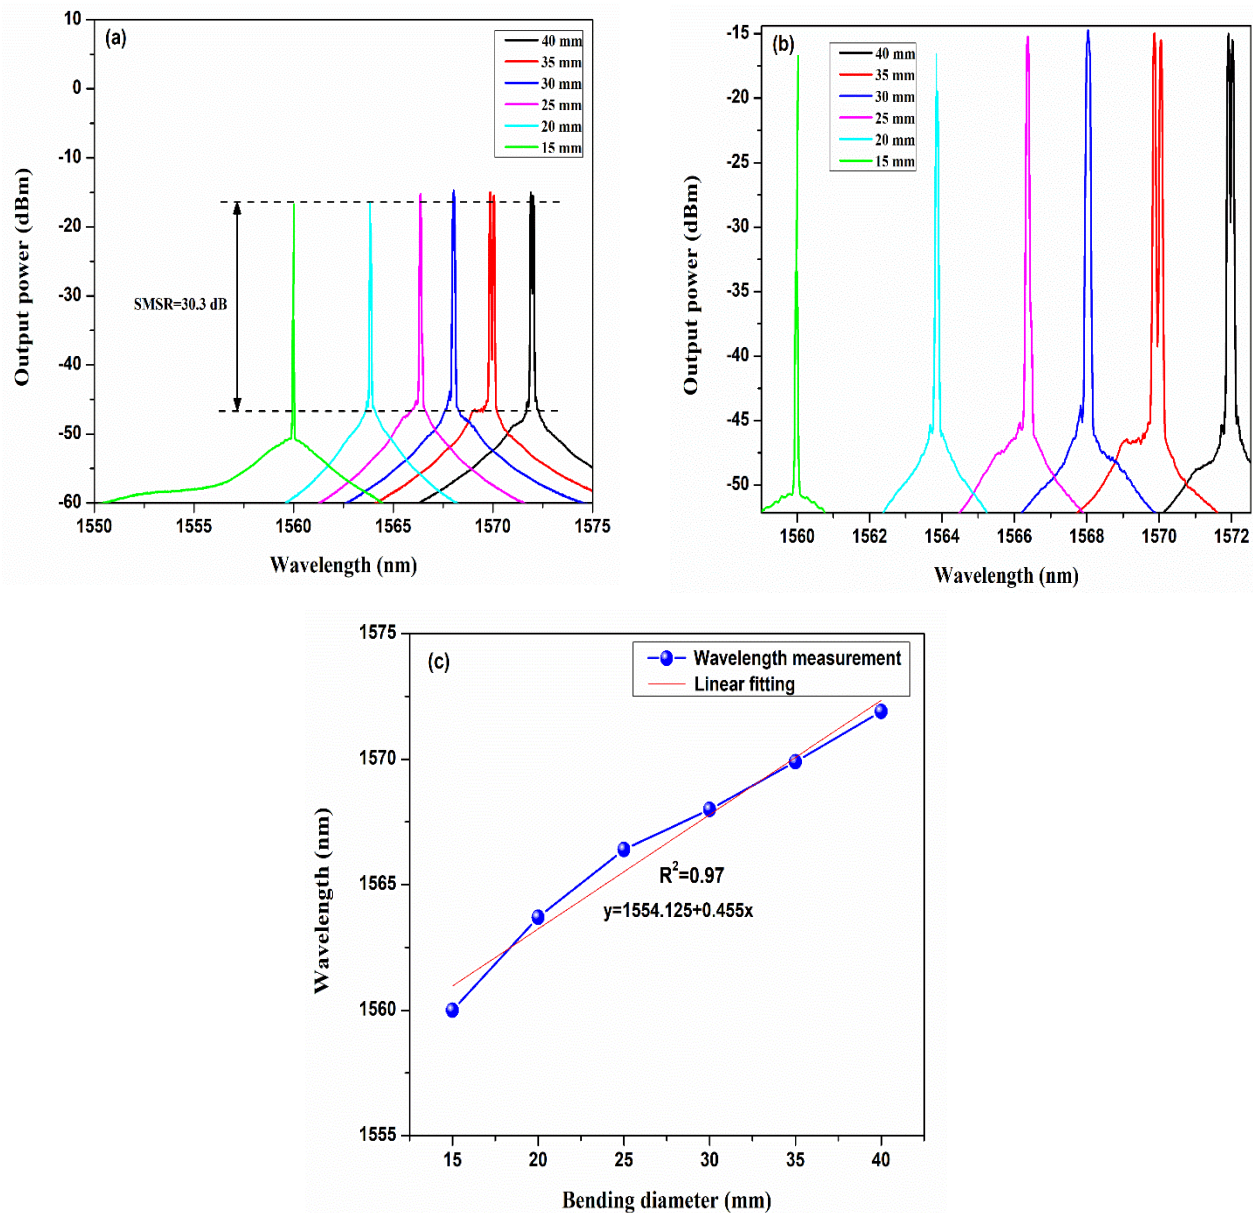 (a)
10
0
-10
-20
-30
-40
-50
-60
Output power (dBm)
40 mm
35 mm
30 mm
25 mm
20 mm
15 mm
SMSR=30.3 dB
1550 1555 1560 1565 1570 1575
Wavelength (nm)
(b)
-15
-20
-25
-30
-35
-40
-45
-50
Output power (dBm)
40 mm
35 mm
30 mm
25 mm
20 mm
15 mm
1560 1562 1564 1566 1568 1570 1572
Wavelength (nm)
(c)
1575
1570
1565
1560
1555
Wavelength (nm)
Wavelength measurement
Linear fitting
R²=0.97
y=1554.125+0.455x
15 20 25 30 35 40
Bending diameter (mm)